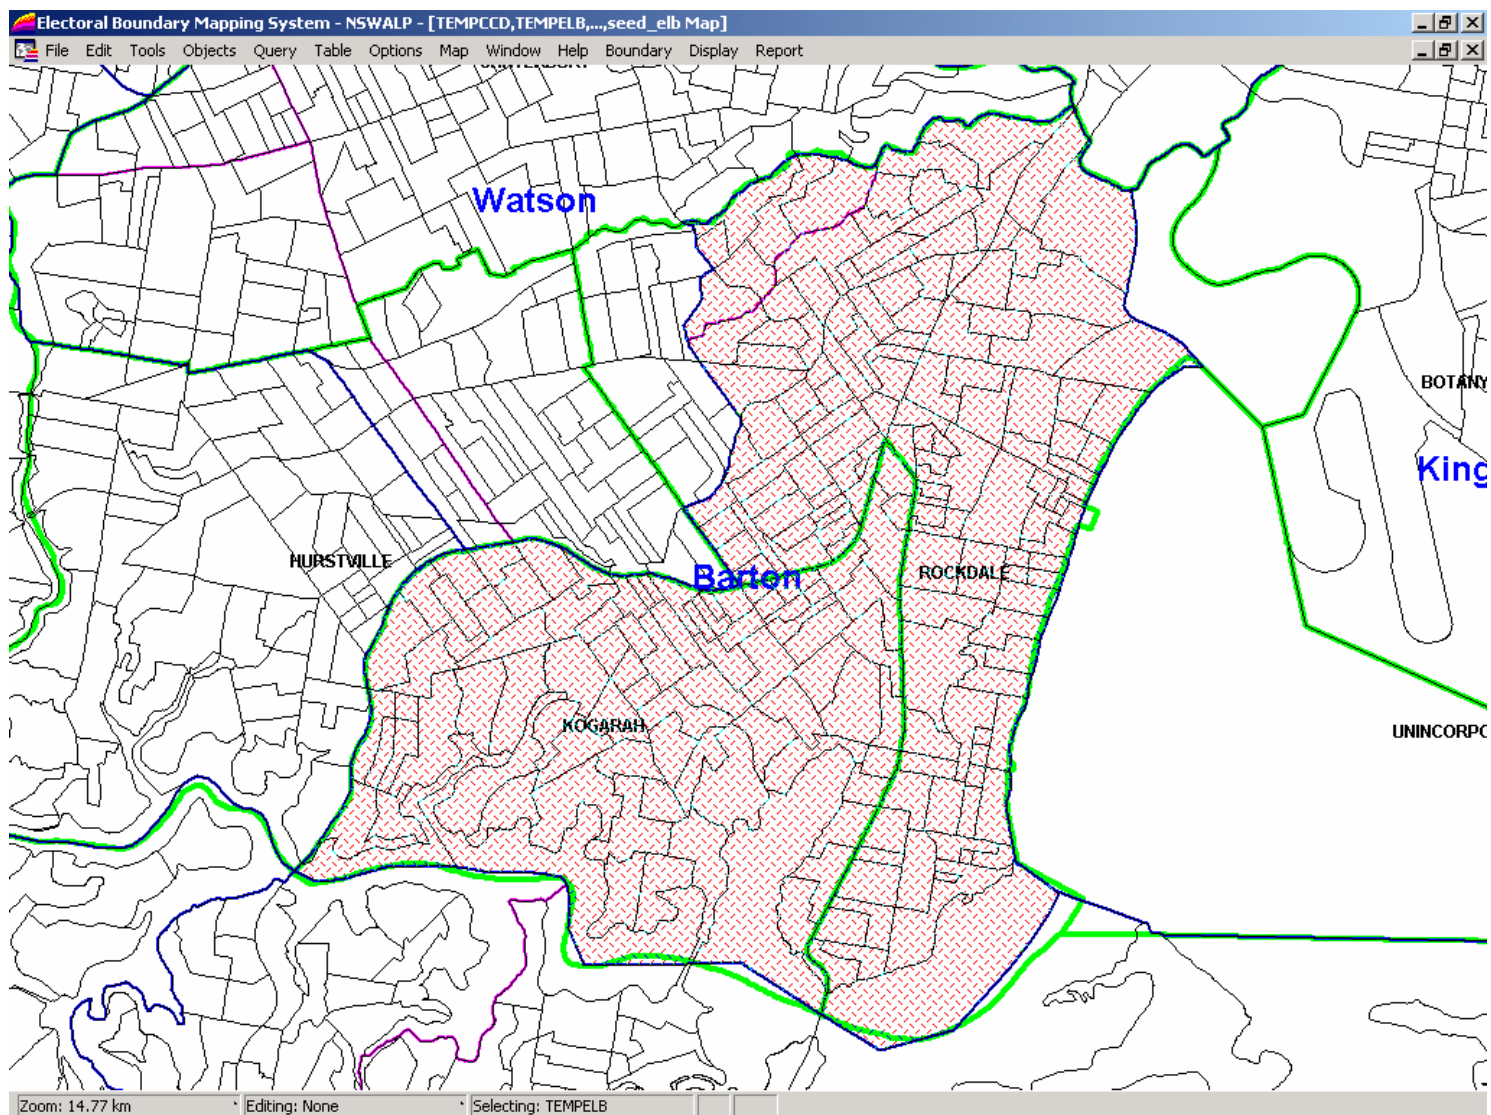 Electoral Boundary Mapping System - NSWALP - [TEMPCCD,TEMPELB,...,seed_elb Map]
File Edit Tools Objects Query Table Options Map Window Help Boundary Display Report
Watson
BOTANY
King
HURSTVILLE
Barton
ROCKDALE
KOGARAH
UNINCORPO
Zoom: 14.77 km Editing: None Selecting: TEMPELB